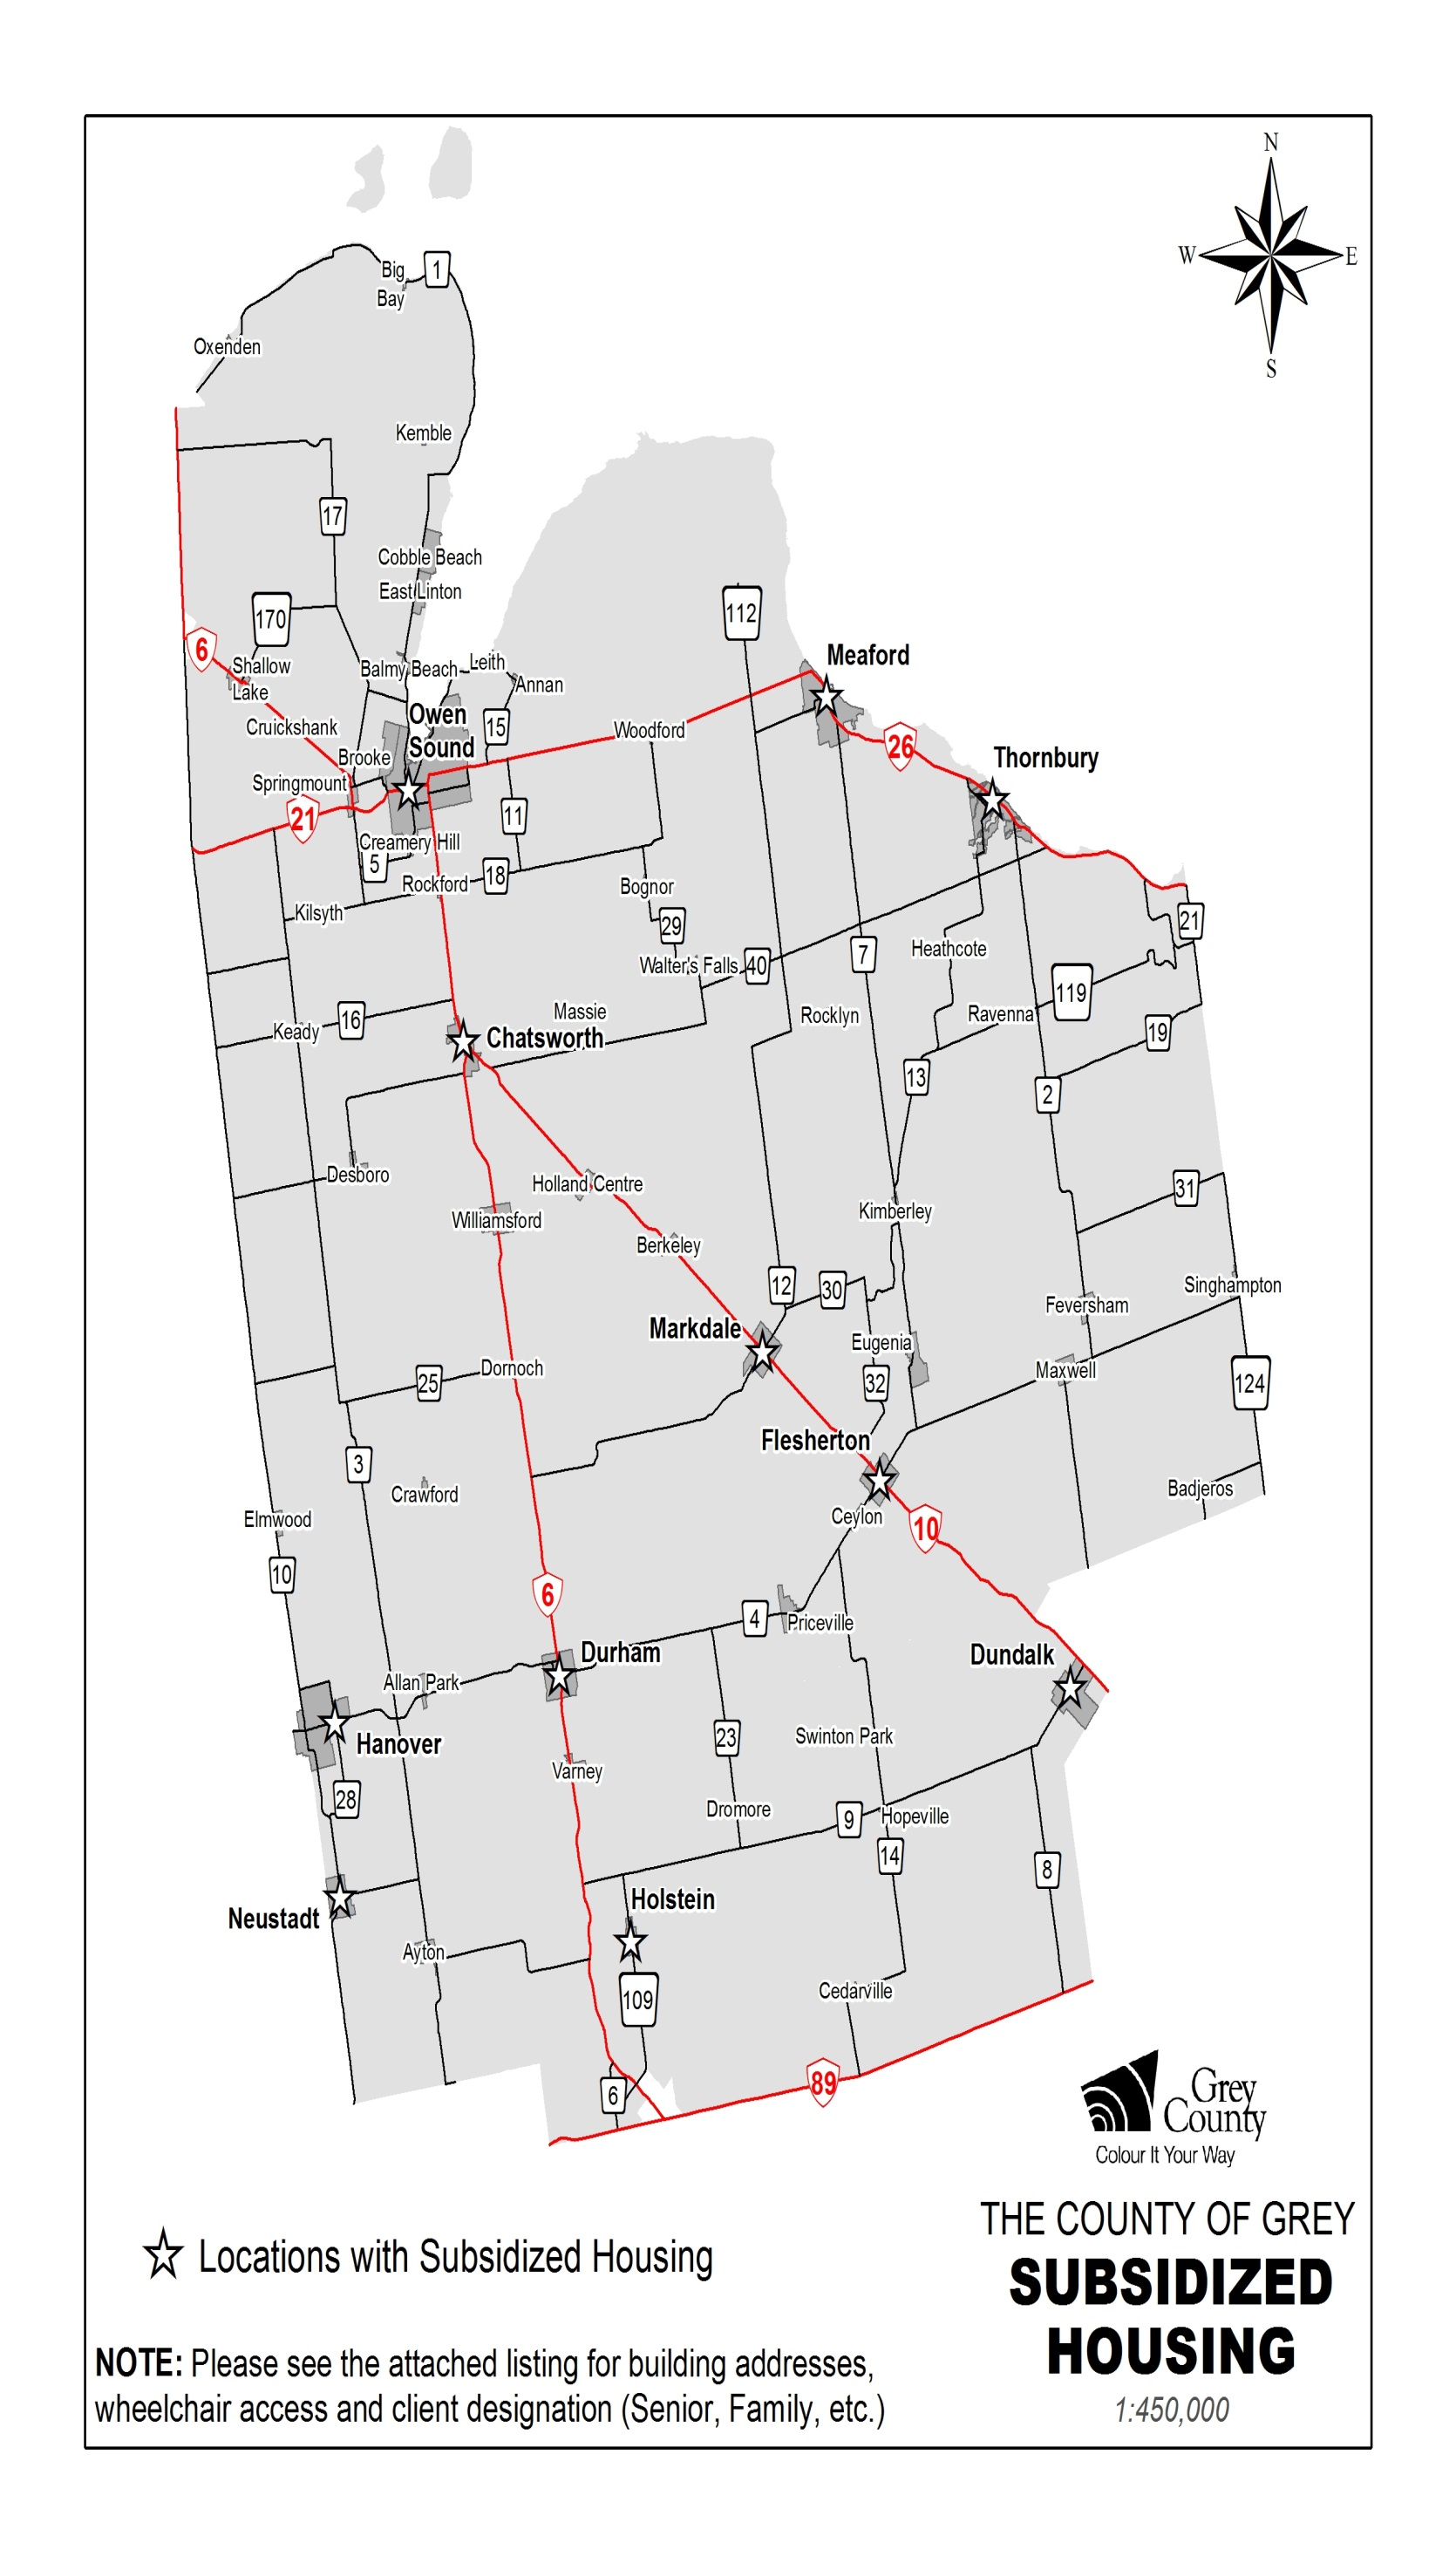 N
W
E
S
Big
Bay
1
Oxenden
Kemble
17
Cobble Beach
East Linton
170
112
6
Shallow
Lake
Balmy Beach
Leith
Annan
Meaford
Cruickshank
Owen
Sound
15
Woodford
26
Brooke
Thornbury
Springmount
21
11
Creamery Hill
5
Rockford
18
Bognor
Kilsyth
29
21
Walter's Falls
40
7
Heathcote
119
Keady
16
Massie
Chatsworth
Rocklyn
Ravenna
19
13
2
Desboro
Holland Centre
31
Williamsford
Kimberley
Berkeley
12
30
Singhampton
Feversham
Markdale
Eugenia
Dornoch
25
32
Maxwell
124
Flesherton
3
Crawford
Badjeros
Elmwood
Ceylon
10
10
6
4
Priceville
Durham
Dundalk
Allan Park
Hanover
23
Swinton Park
Varney
28
Dromore
9
Hopeville
14
8
Holstein
Neustadt
Ayton
109
Cedarville
89
6
Grey
County
Colour It Your Way
THE COUNTY OF GREY
SUBSIDIZED
HOUSING
1:450,000
Locations with Subsidized Housing
NOTE: Please see the attached listing for building addresses,
wheelchair access and client designation (Senior, Family, etc.)